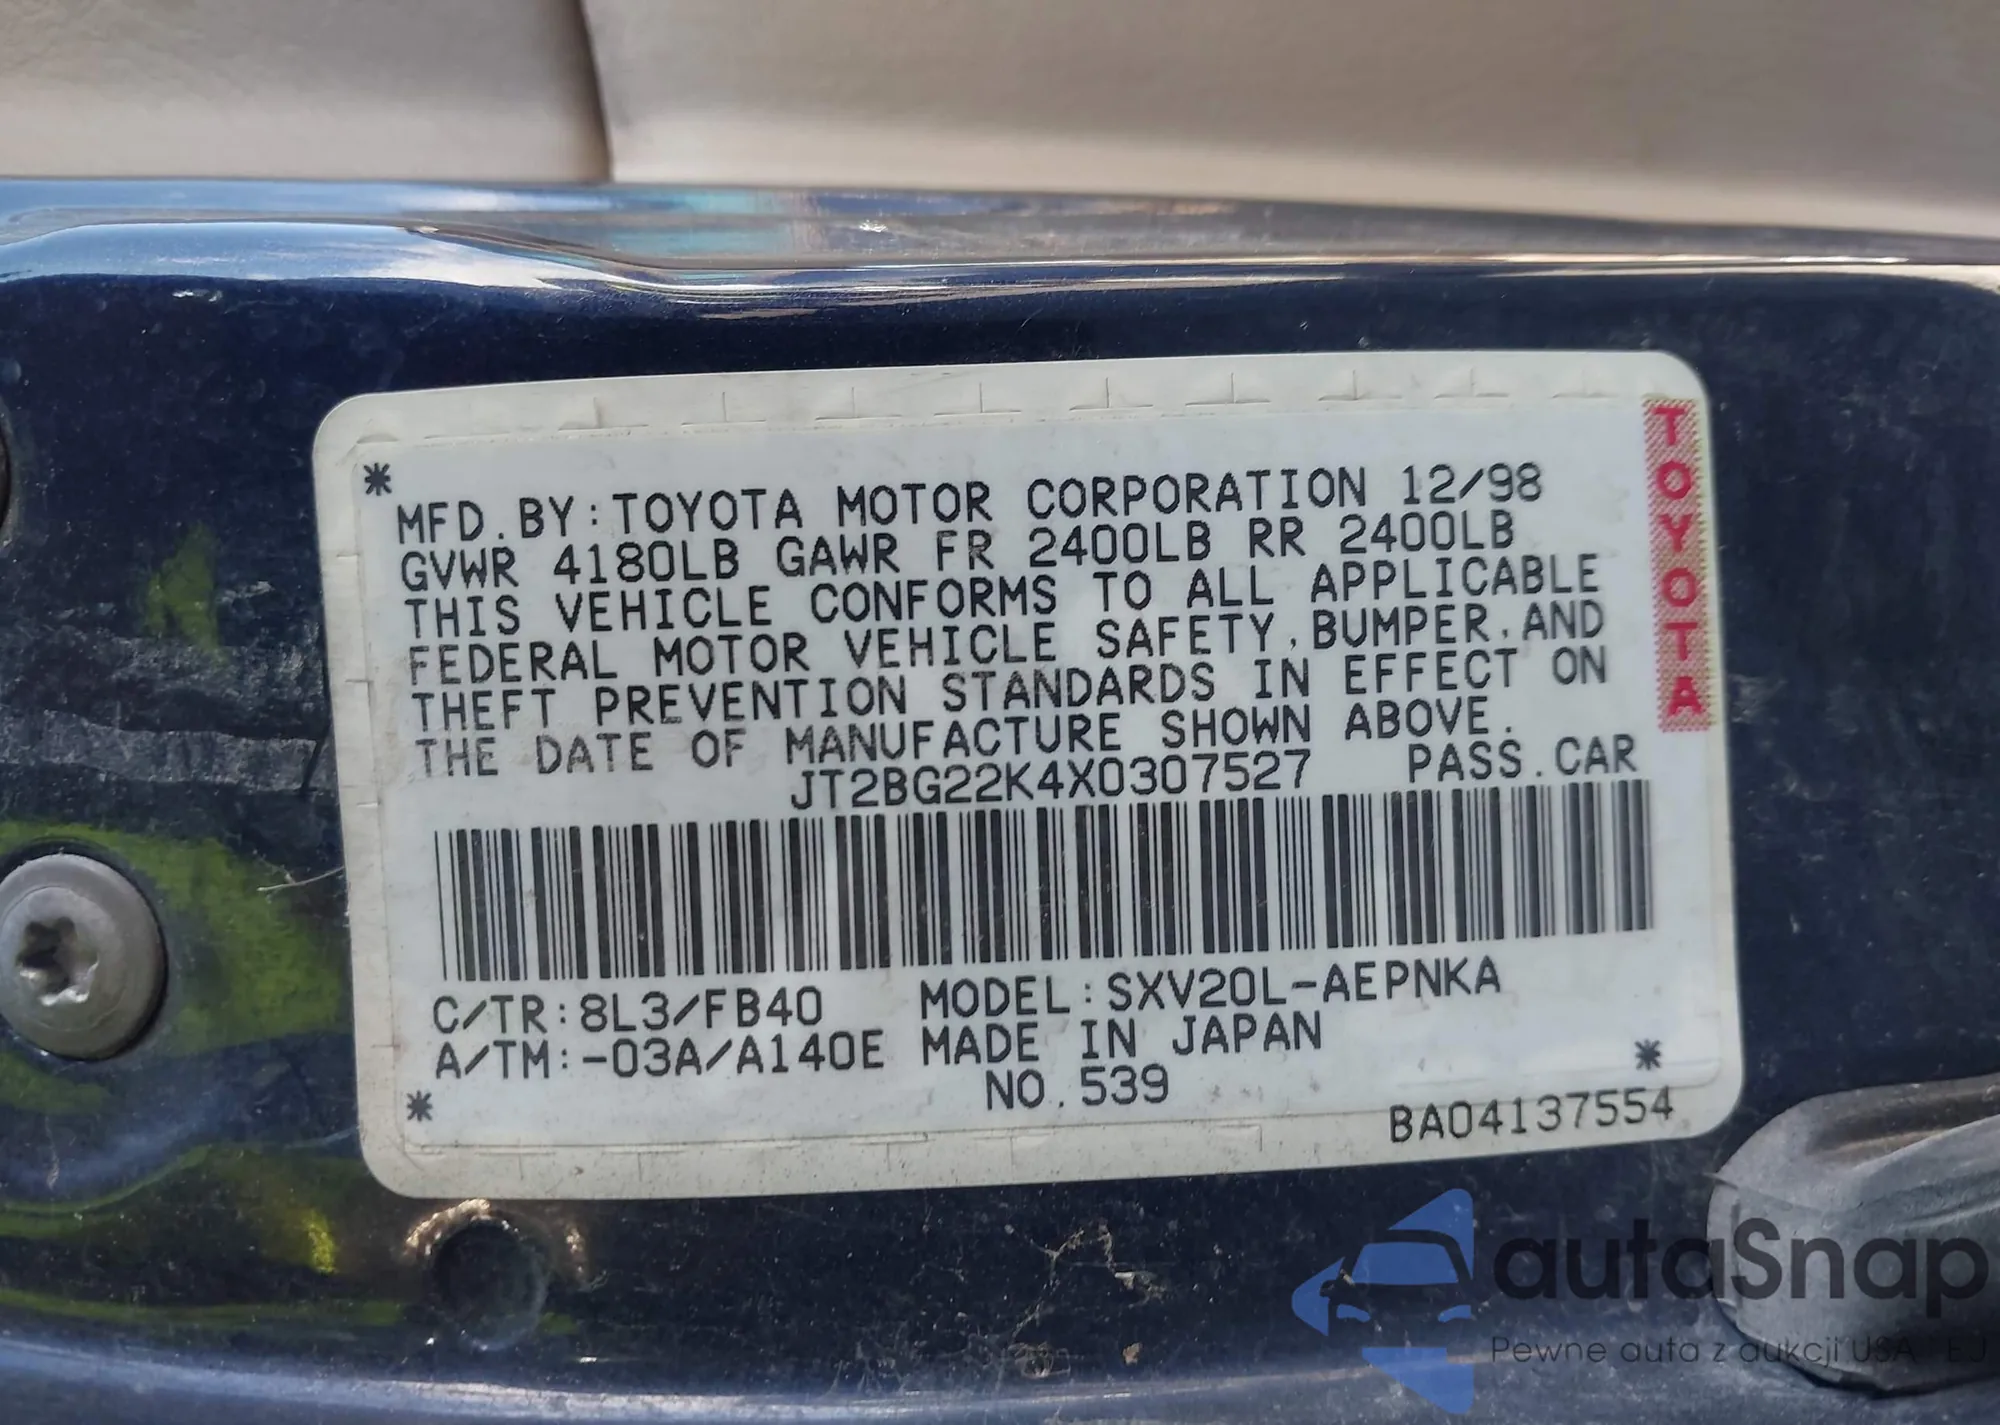 MFD.BY:TOYOTA MOTOR CORPORATION 12/98
GVWR 4180LB GAWR FR 2400LB RR 2400LB
THIS VEHICLE CONFORMS TO ALL APPLICABLE
FEDERAL MOTOR VEHICLE SAFETY,BUMPER,AND
THEFT PREVENTION STANDARDS IN EFFECT ON
THE DATE OF MANUFACTURE SHOWN ABOVE.
JT2BG22K4X0307527 PASS.CAR
C/TR:8L3/FB40 MODEL:SXV20L-AEPNKA
A/TM:-03A/A140E MADE IN JAPAN
NO.539
BA04137554
TOYOTA
autaSnap
Pewne auta z aukcji USA